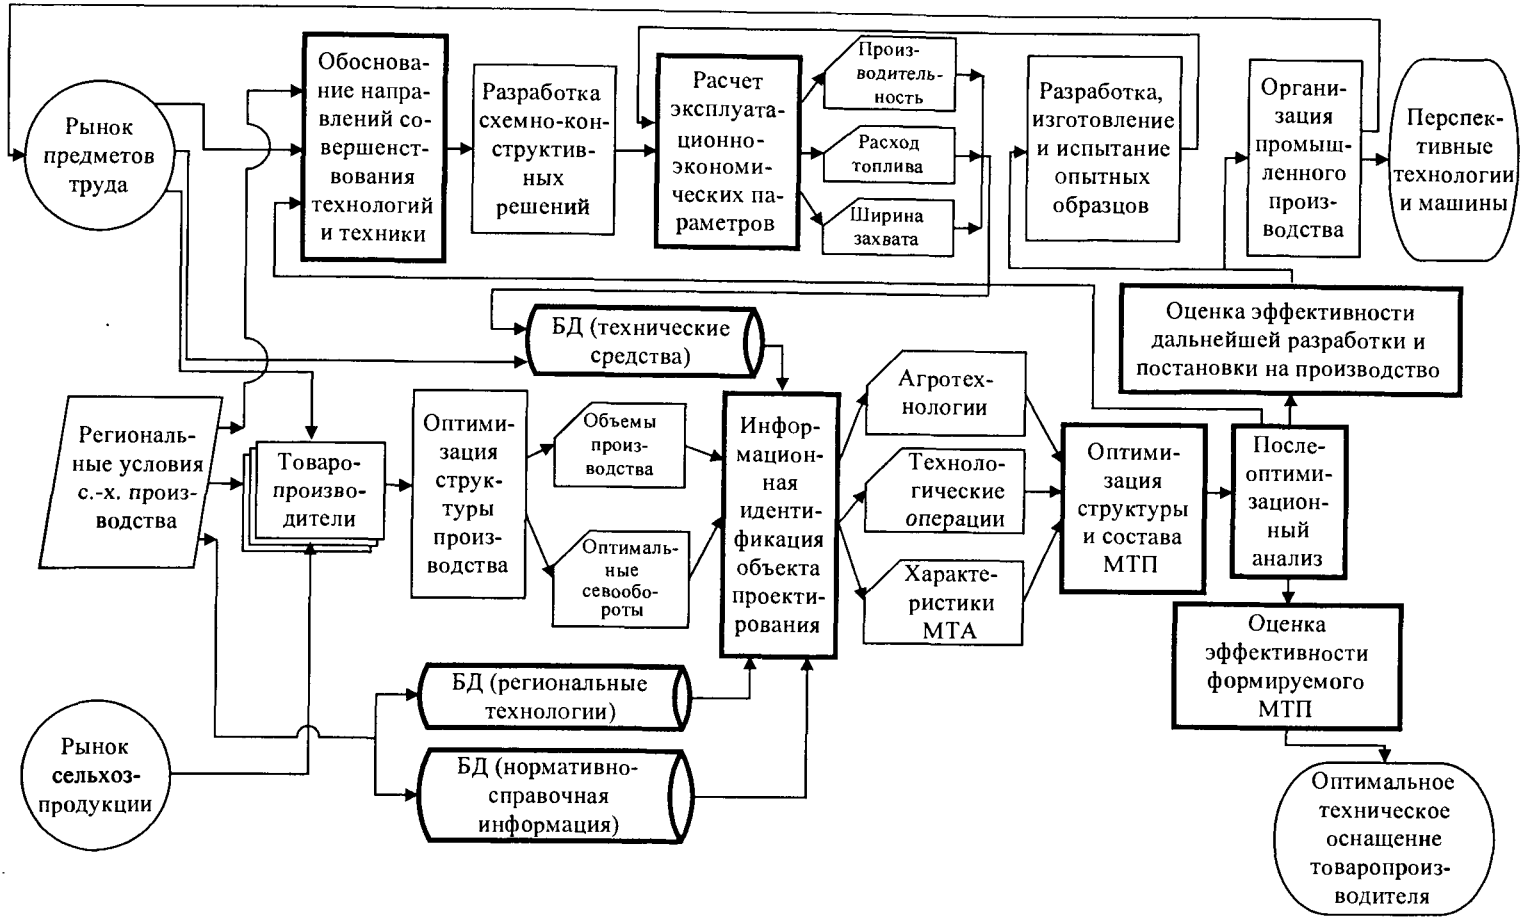 Рынок
предметов
труда
Обоснова-
ние напра-
влений со-
вершенст-
вования
технологий
и техники
Разработка
схемно-кон-
структив-
ных
решений
Расчет
эксплуата-
ционно-
экономи-
ческих па-
раметров
Произ-
водитель-
ность
Расход
топлива
Ширина
захвата
Разработка,
изготовление
и испытание
опытных
образцов
Органи-
зация
промыш-
ленного
произ-
водства
Перспек-
тивные
технологии
и машины
БД (технические
средства)
Оценка эффективности
дальнейшей разработки и
постановки на производство
Региональ-
ные условия
с.-х. произ-
водства
Товаро-
производи-
дители
Оптими-
зация
струк-
туры
произ-
водства
Объемы
произ-
водства
Оптималь-
ные
севообо-
роты
Инфор-
мацион-
ная
иденти-
фикация
объекта
проекти-
рования
Агротех-
нологии
Техноло-
гические
операции
Характе-
ристики
МТА
Оптими-
зация
структуры
и состава
МТП
После-
оптими-
зацион-
ный
анализ
Оценка
эффективности
формируемого
МТП
БД (региональные
технологии)
БД (нормативно-
справочная
информация)
Рынок
сельхоз-
продукции
Оптимальное
техническое
оснащение
товаропроиз-
водителя